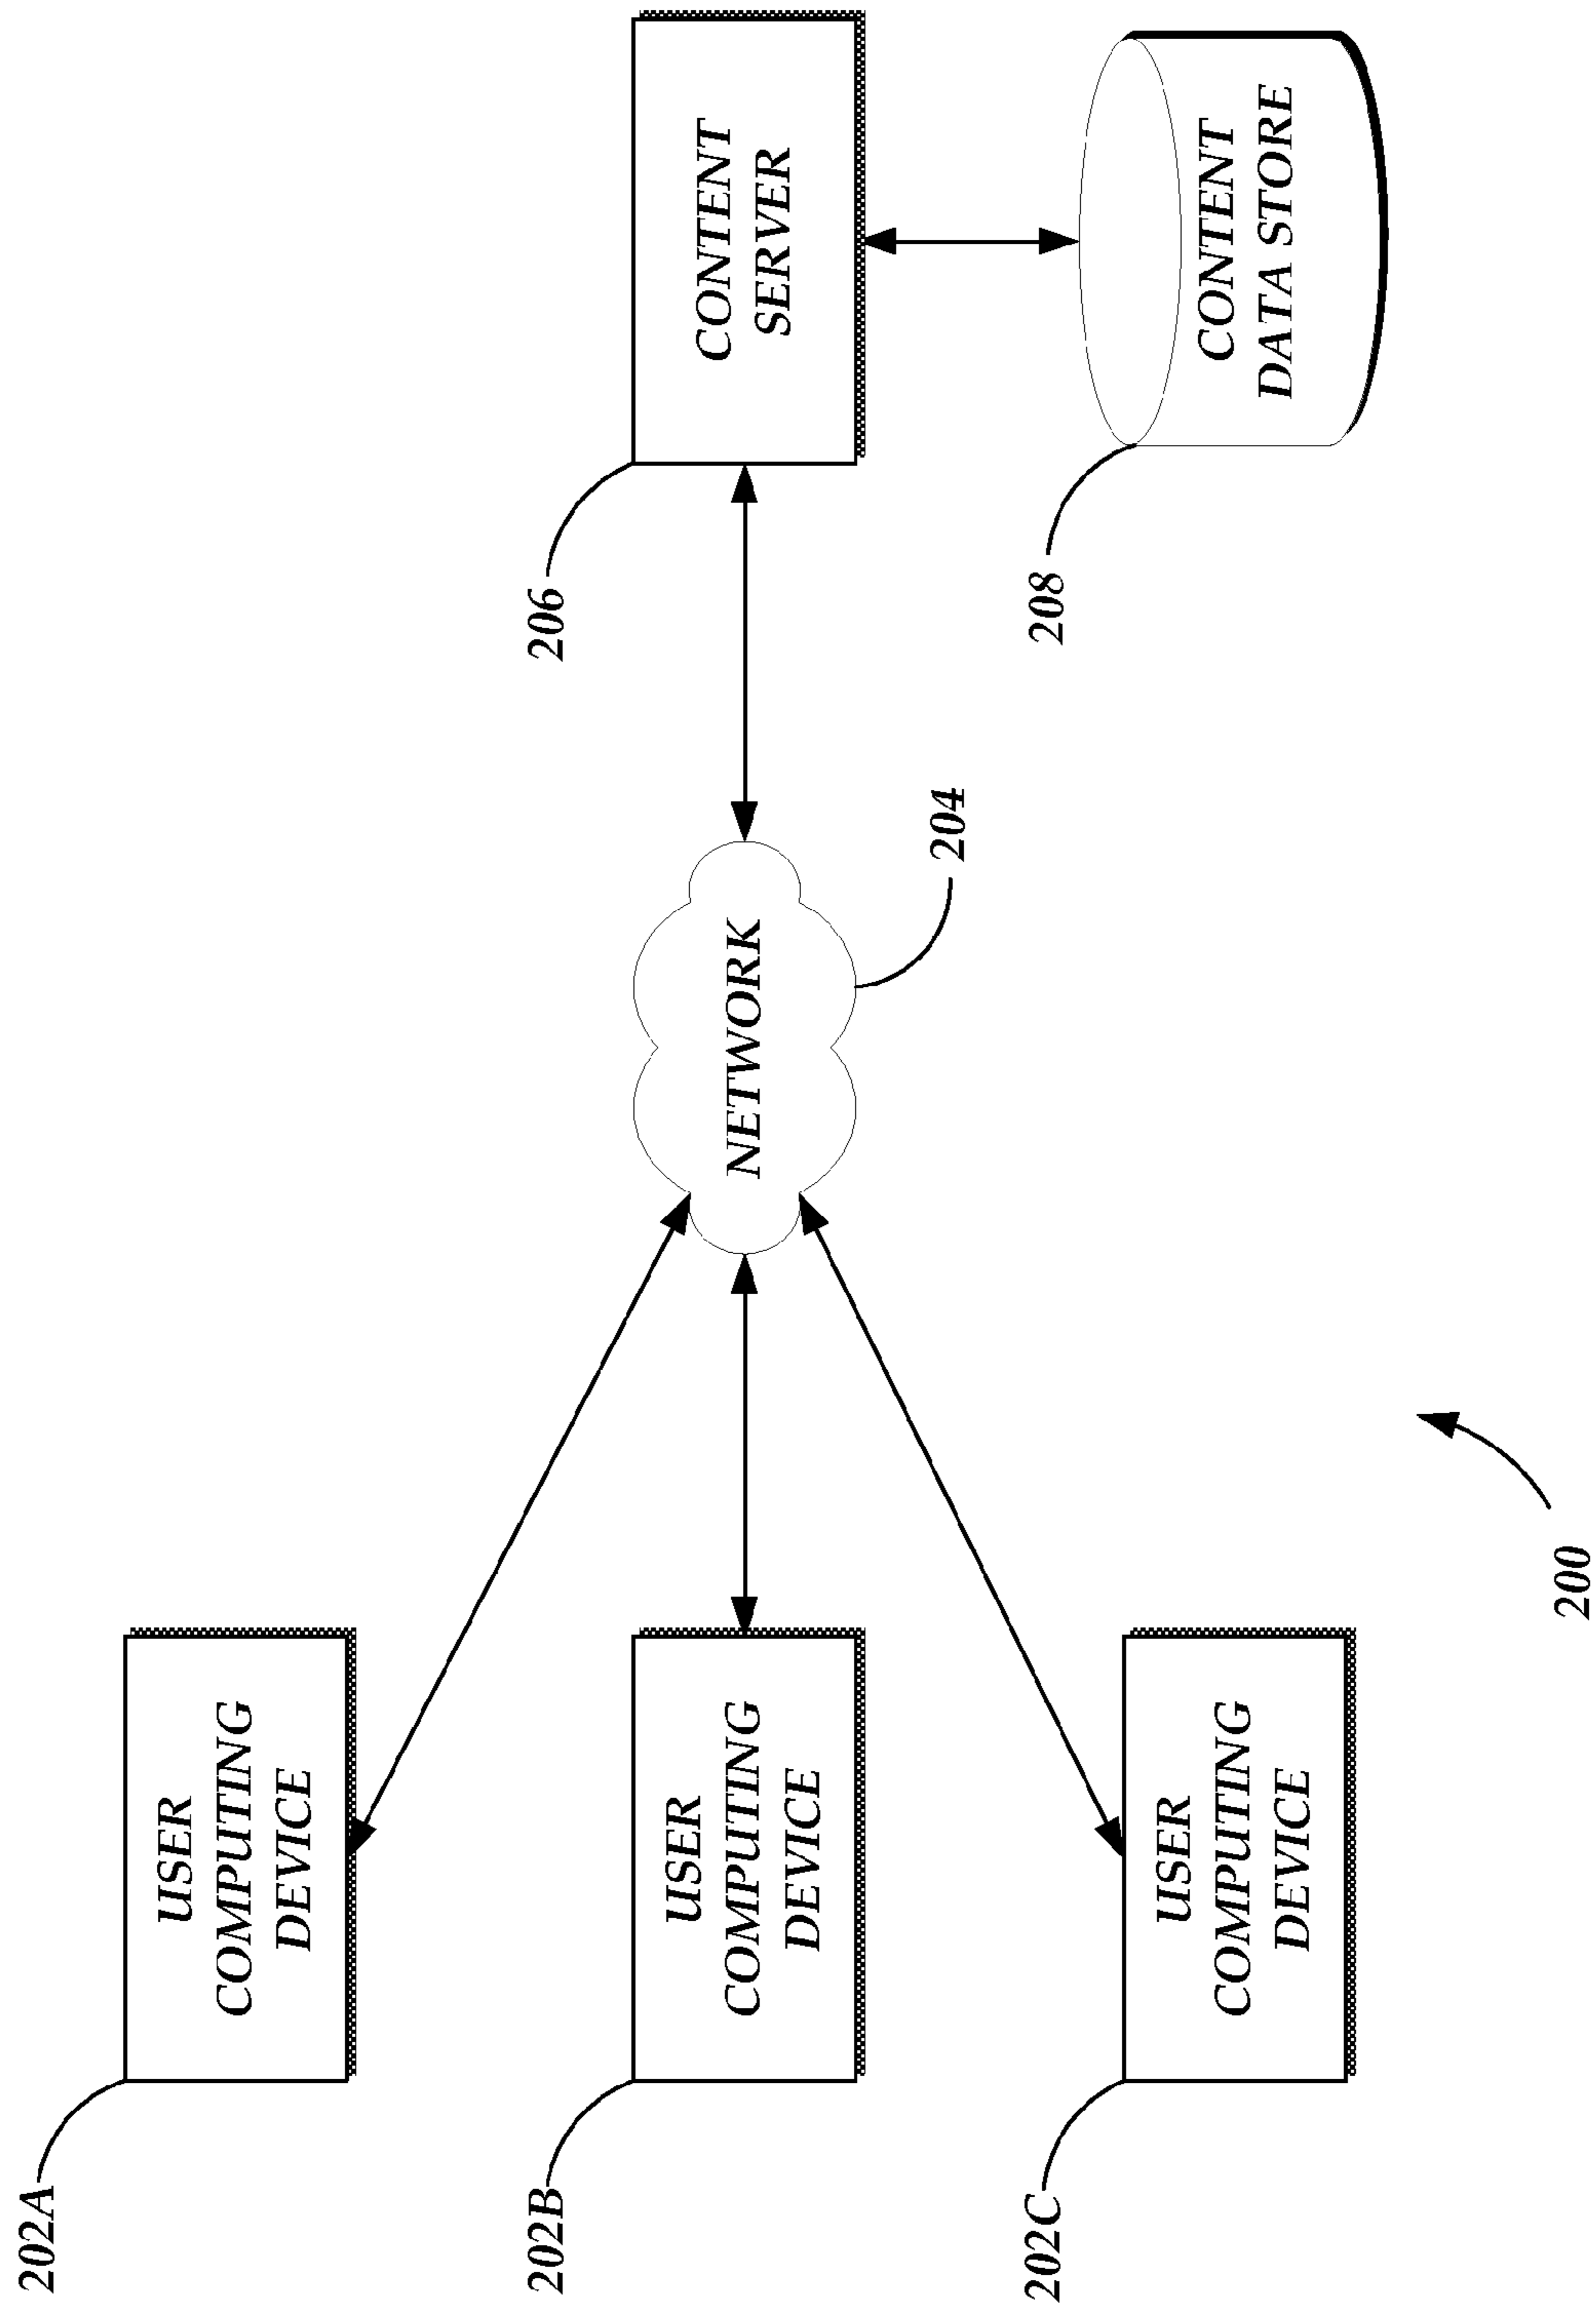 202A
USER
COMPUTING
DEVICE
202B
USER
COMPUTING
DEVICE
202C
USER
COMPUTING
DEVICE
NETWORK
204
206
CONTENT
SERVER
208
CONTENT
DATA STORE
200